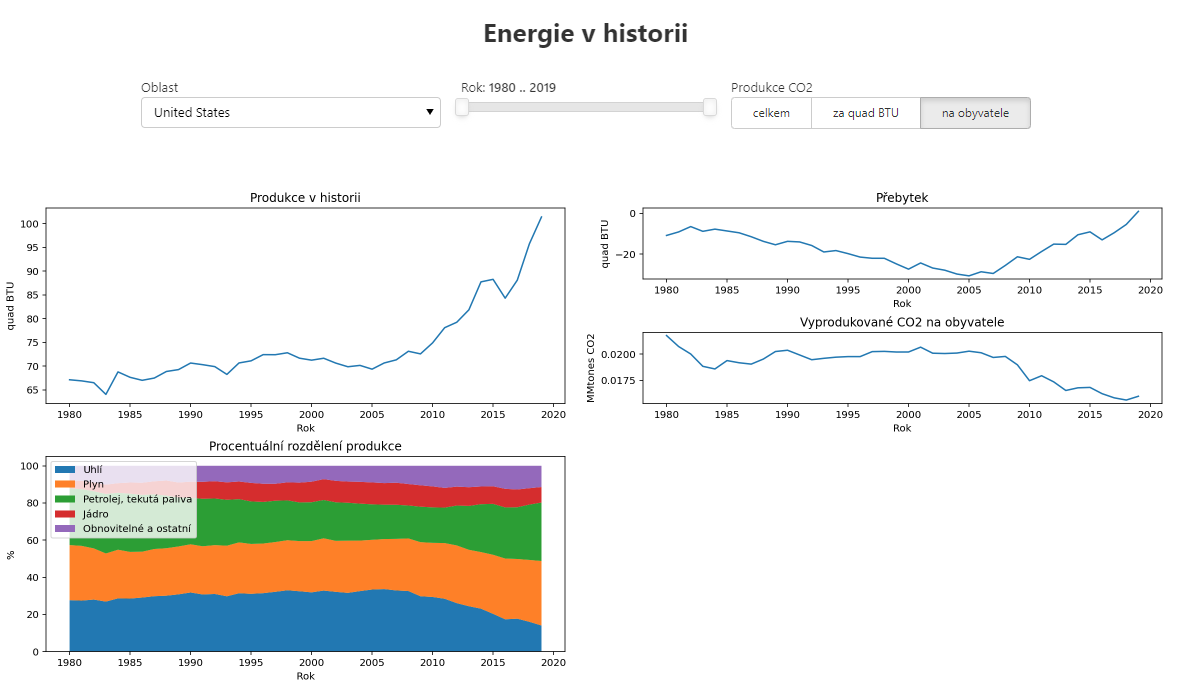 Energie v historii
Oblast
United States
Rok: 1980 .. 2019
Produkce CO2
celkem
za quad BTU
na obyvatele
Produkce v historii
100
95
90
85
80
75
70
65
quad BTU
1980 1985 1990 1995 2000 2005 2010 2015 2020
Rok
Přebytek
0
−20
quad BTU
1980 1985 1990 1995 2000 2005 2010 2015 2020
Rok
Vyprodukované CO2 na obyvatele
0.0200
0.0175
MMtones CO2
1980 1985 1990 1995 2000 2005 2010 2015 2020
Rok
Procentuální rozdělení produkce
100
80
60
40
20
0
%
Uhlí
Plyn
Petrolej, tekutá paliva
Jádro
Obnovitelné a ostatní
1980 1985 1990 1995 2000 2005 2010 2015 2020
Rok